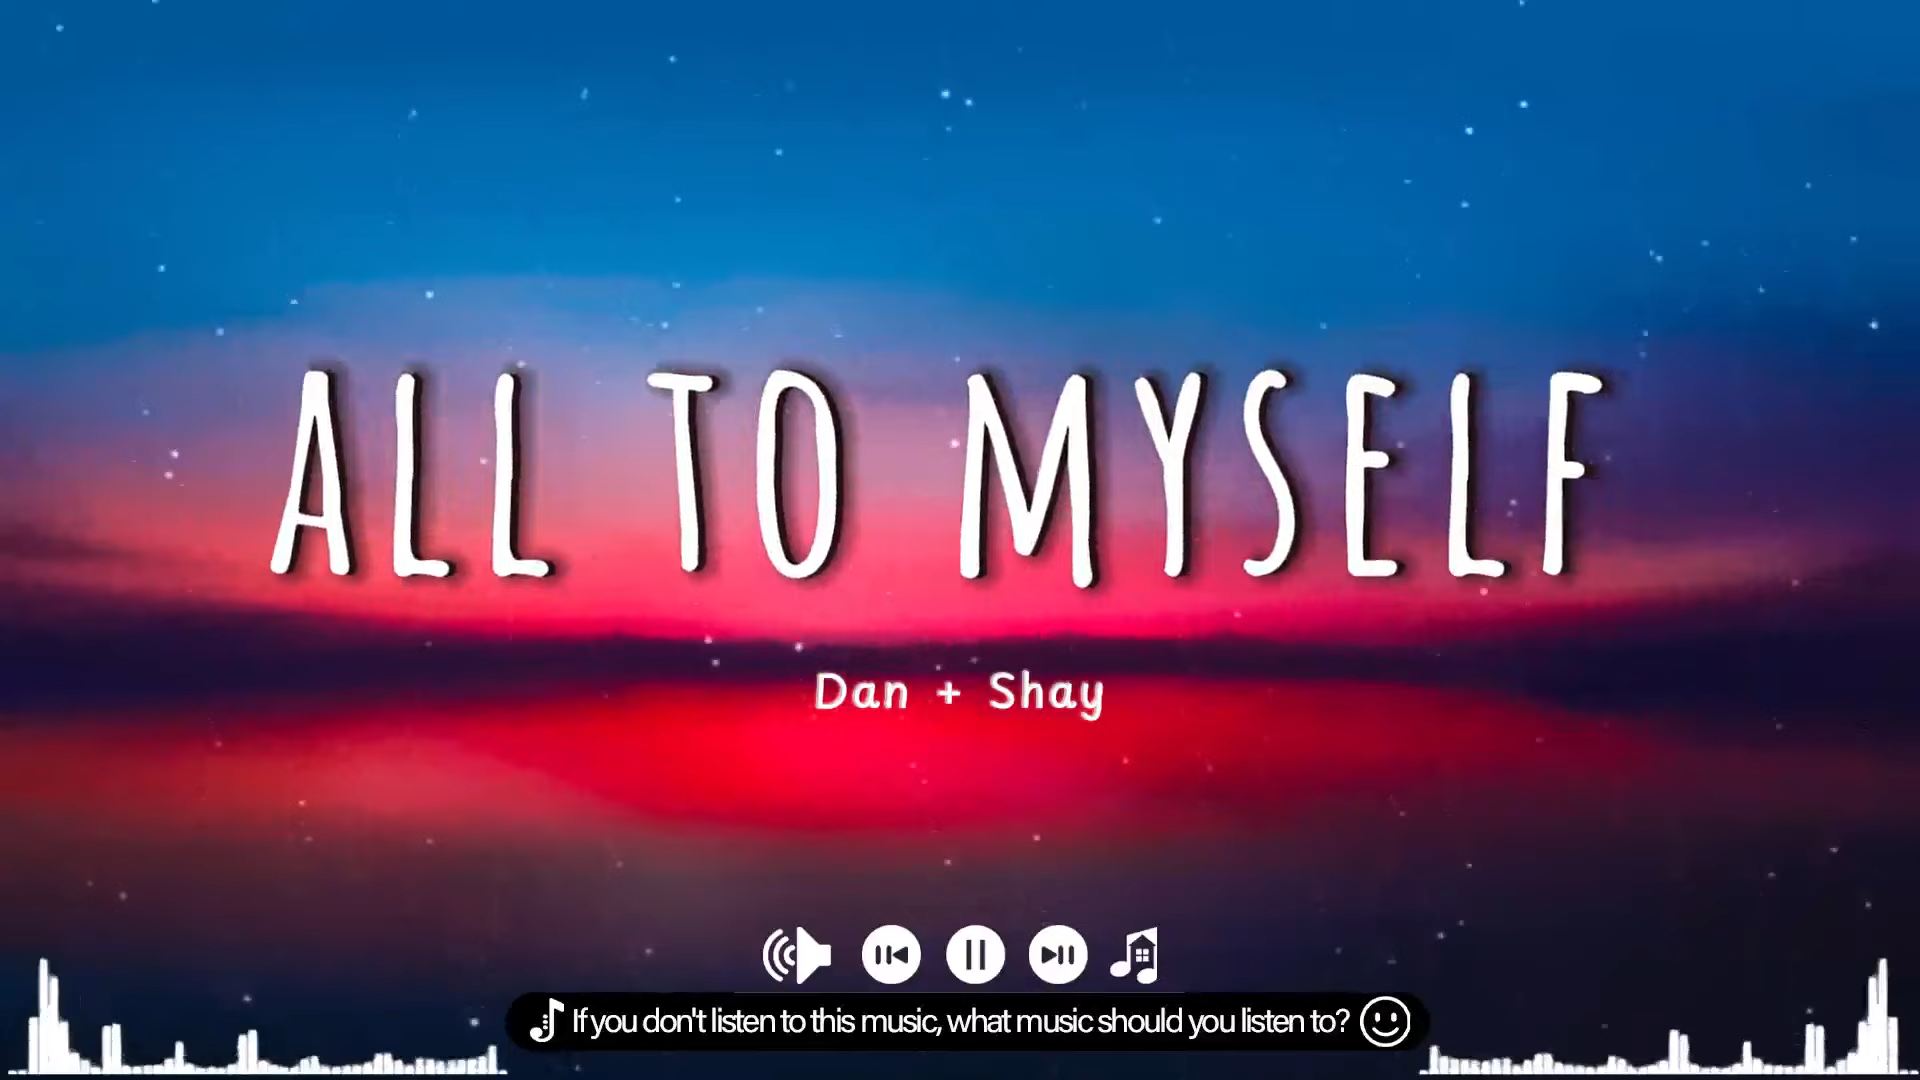 ALL TO MYSELF
Dan + Shay
If you don't listen to this music, what music should you listen to?